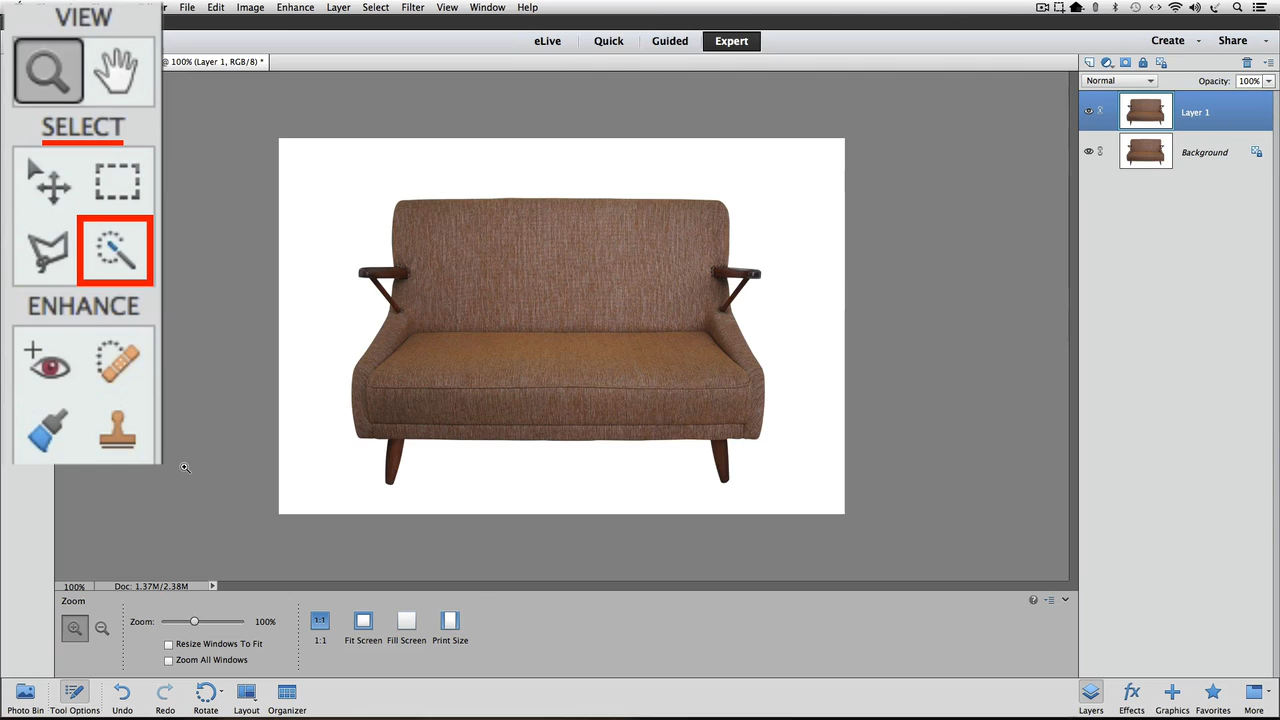 File Edit Image Enhance Layer Select Filter View Window Help
VIEW
eLive Quick Guided Expert
Create Share
@ 100% (Layer 1, RGB/8) *
Normal Opacity: 100%
Layer 1
SELECT
Background
ENHANCE
100% Doc: 1.37M/2.38M
Zoom
Zoom: 100%
1:1
Resize Windows To Fit
1:1 Fit Screen Fill Screen Print Size
Zoom All Windows
fx
Photo Bin Tool Options Undo Redo Rotate Layout Organizer Layers Effects Graphics Favorites More